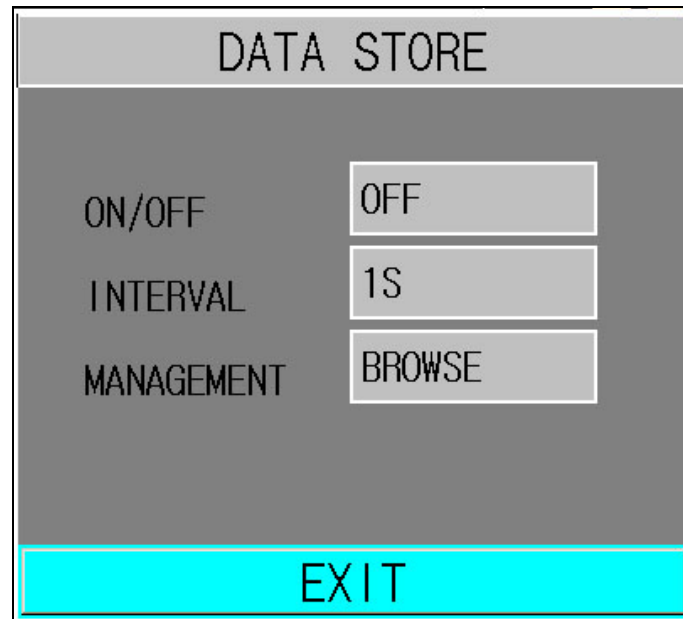 DATA STORE
ON/OFF OFF
INTERVAL 1S
MANAGEMENT BROWSE
EXIT